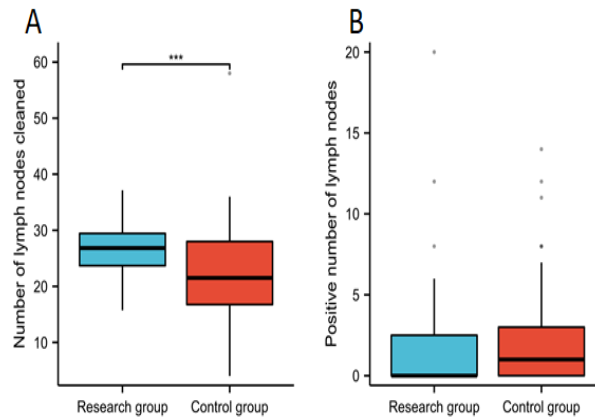 A
B
Number of lymph nodes cleaned
60
50
40
30
20
10
***
Research group
Control group
Positive number of lymph nodes
20
15
10
5
0
Research group
Control group